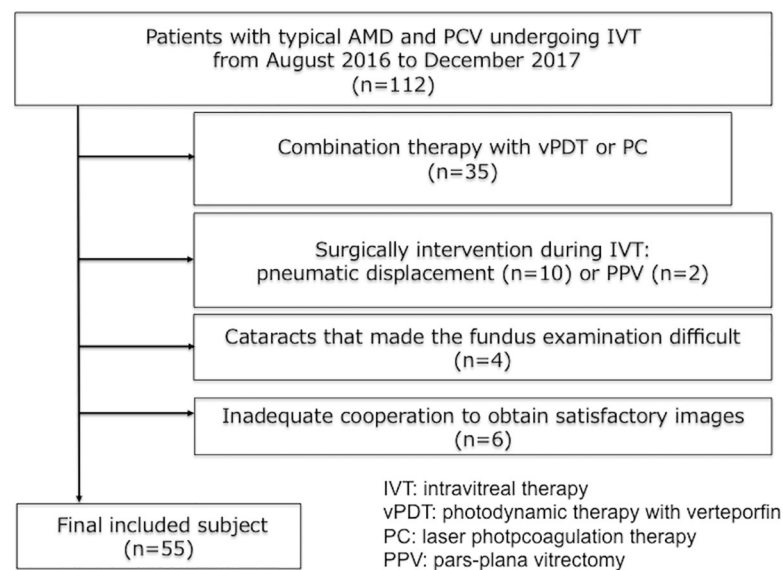 Patients with typical AMD and PCV undergoing IVT
from August 2016 to December 2017
(n=112)
Combination therapy with vPDT or PC
(n=35)
Surgically intervention during IVT:
pneumatic displacement (n=10) or PPV (n=2)
Cataracts that made the fundus examination difficult
(n=4)
Inadequate cooperation to obtain satisfactory images
(n=6)
Final included subject
(n=55)
IVT: intravitreal therapy
vPDT: photodynamic therapy with verteporfin
PC: laser photpcoagulation therapy
PPV: pars-plana vitrectomy